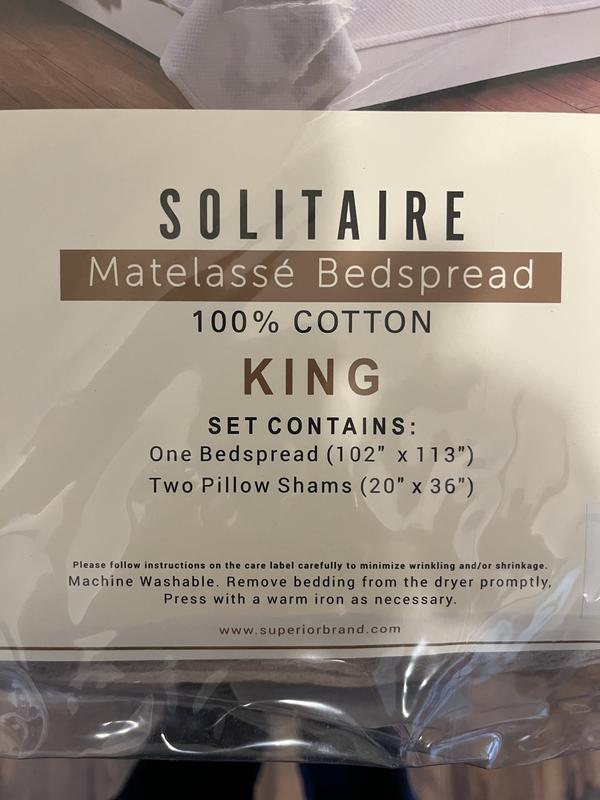 SOLITAIRE
Matelassé Bedspread
100% COTTON
KING
SET CONTAINS:
One Bedspread (102" x 113")
Two Pillow Shams (20" x 36")
Please follow instructions on the care label carefully to minimize wrinkling and/or shrinkage.
Machine Washable. Remove bedding from the dryer promptly,
Press with a warm iron as necessary.
www.superiorbrand.com